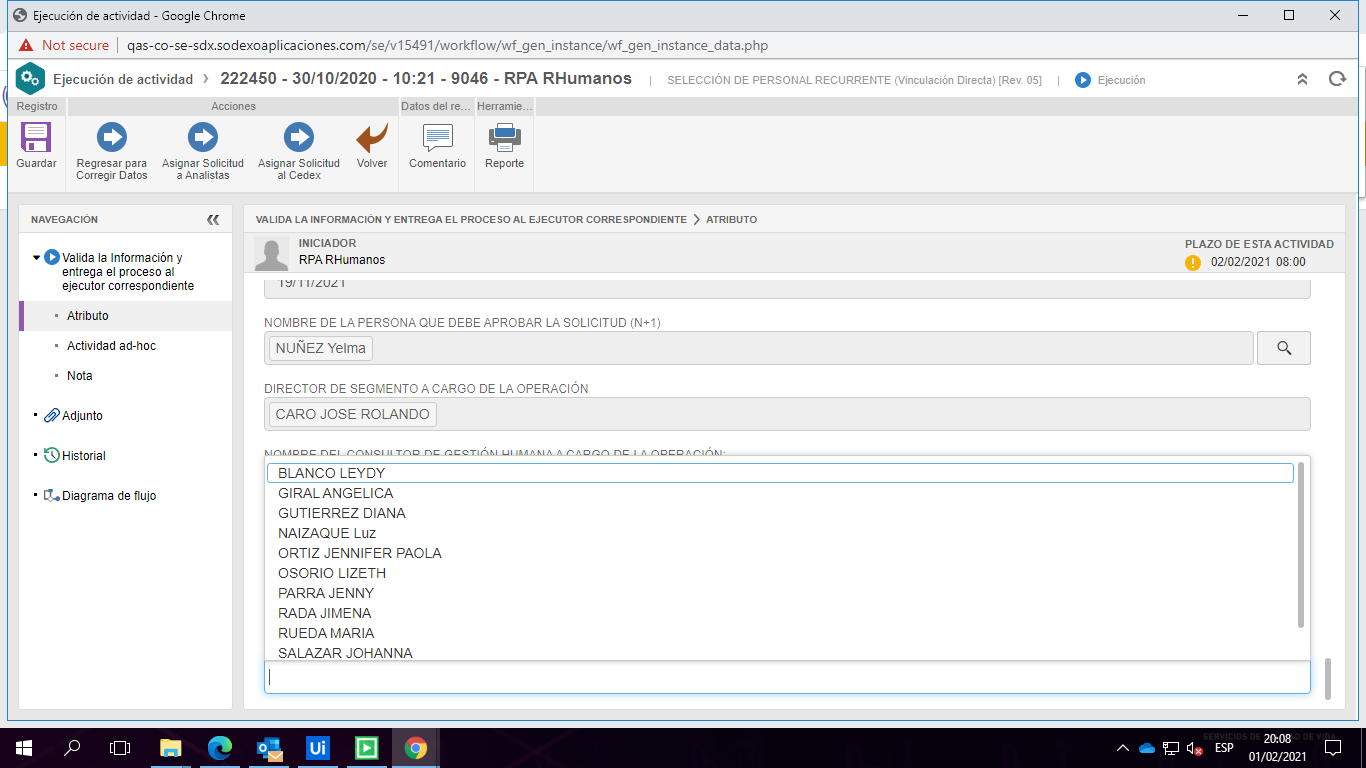 Ejecución de actividad - Google Chrome
Not secure | qas-co-se-sdx.sodexoaplicaciones.com/se/v15491/workflow/wf_gen_instance/wf_gen_instance_data.php
Ejecución de actividad › 222450 - 30/10/2020 - 10:21 - 9046 - RPA RHumanos | SELECCIÓN DE PERSONAL RECURRENTE (Vinculación Directa) [Rev. 05] | Ejecución
Registro Acciones Datos del re... Herramie...
Guardar
Regresar para Corregir Datos
Asignar Solicitud a Analistas
Asignar Solicitud al Cedex
Volver
Comentario
Reporte
NAVEGACIÓN
Valida la Información y
entrega el proceso al
ejecutor correspondiente
Atributo
Actividad ad-hoc
Nota
Adjunto
Historial
Diagrama de flujo
VALIDA LA INFORMACIÓN Y ENTREGA EL PROCESO AL EJECUTOR CORRESPONDIENTE > ATRIBUTO
INICIADOR
RPA RHumanos
PLAZO DE ESTA ACTIVIDAD
02/02/2021 08:00
19/11/2021
NOMBRE DE LA PERSONA QUE DEBE APROBAR LA SOLICITUD (N+1)
NUÑEZ Yelma
DIRECTOR DE SEGMENTO A CARGO DE LA OPERACIÓN
CARO JOSE ROLANDO
NOMBRE DEL CONSULTOR DE GESTIÓN HUMANA A CARGO DE LA OPERACIÓN:
BLANCO LEYDY
GIRAL ANGELICA
GUTIERREZ DIANA
NAIZAQUE Luz
ORTIZ JENNIFER PAOLA
OSORIO LIZETH
PARRA JENNY
RADA JIMENA
RUEDA MARIA
SALAZAR JOHANNA
Ui
ESP
20:08
01/02/2021